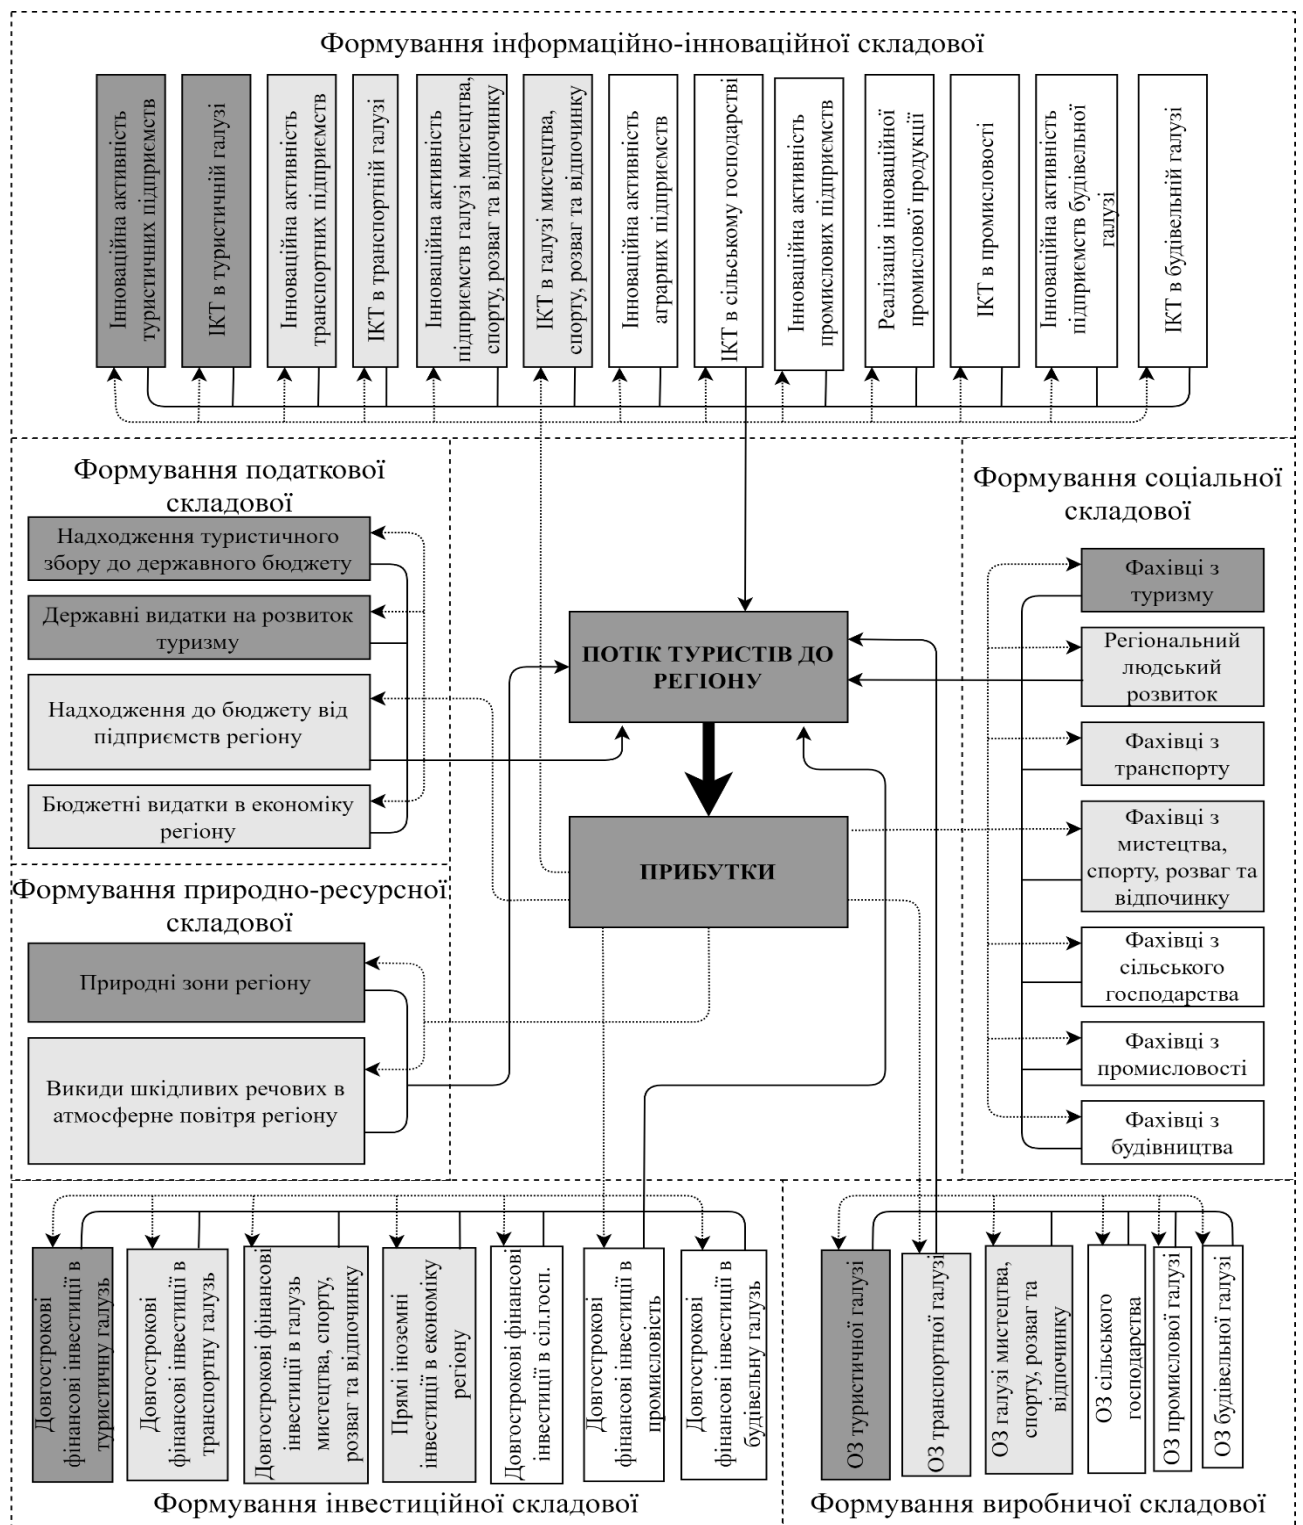 Формування інформаційно-інноваційної складової
Інноваційна активність
туристичних підприємств
ІКТ в туристичній галузі
Інноваційна активність
транспортних підприємств
ІКТ в транспортній галузі
Інноваційна активність
підприємств галузі мистецтва,
спорту, розваг та відпочинку
ІКТ в галузі мистецтва,
спорту, розваг та відпочинку
Інноваційна активність
аграрних підприємств
ІКТ в сільському господарстві
Інноваційна активність
промислових підприємств
Реалізація інноваційної
промислової продукції
ІКТ в промисловості
Інноваційна активність
підприємств будівельної
галузі
ІКТ в будівельній галузі
Формування податкової
складової
Надходження туристичного
збору до державного бюджету
Державні видатки на розвиток
туризму
Надходження до бюджету від
підприємств регіону
Бюджетні видатки в економіку
регіону
Формування природно-ресурсної
складової
Природні зони регіону
Викиди шкідливих речових в
атмосферне повітря регіону
ПОТІК ТУРИСТІВ ДО
РЕГІОНУ
ПРИБУТКИ
Формування соціальної
складової
Фахівці з
туризму
Регіональний
людський
розвиток
Фахівці з
транспорту
Фахівці з
мистецтва,
спорту, розваг та
відпочинку
Фахівці з
сільського
господарства
Фахівці з
промисловості
Фахівці з
будівництва
Довгострокові
фінансові інвестиції в
туристичну галузь
Довгострокові
фінансові інвестиції в
транспортну галузь
Довгострокові фінансові
інвестиції в галузь
мистецтва, спорту,
розваг та відпочинку
Прямі іноземні
інвестиції в економіку
регіону
Довгострокові фінансові
інвестиції в сіл.госп.
Довгострокові
фінансові інвестиції в
промисловість
Довгострокові
фінансові інвестиції в
будівельну галузь
Формування інвестиційної складової
ОЗ туристичної галузі
ОЗ транспортної галузі
ОЗ галузі мистецтва,
спорту, розваг та
відпочинку
ОЗ сільського
господарства
ОЗ промислової галузі
ОЗ будівельної галузі
Формування виробничої складової